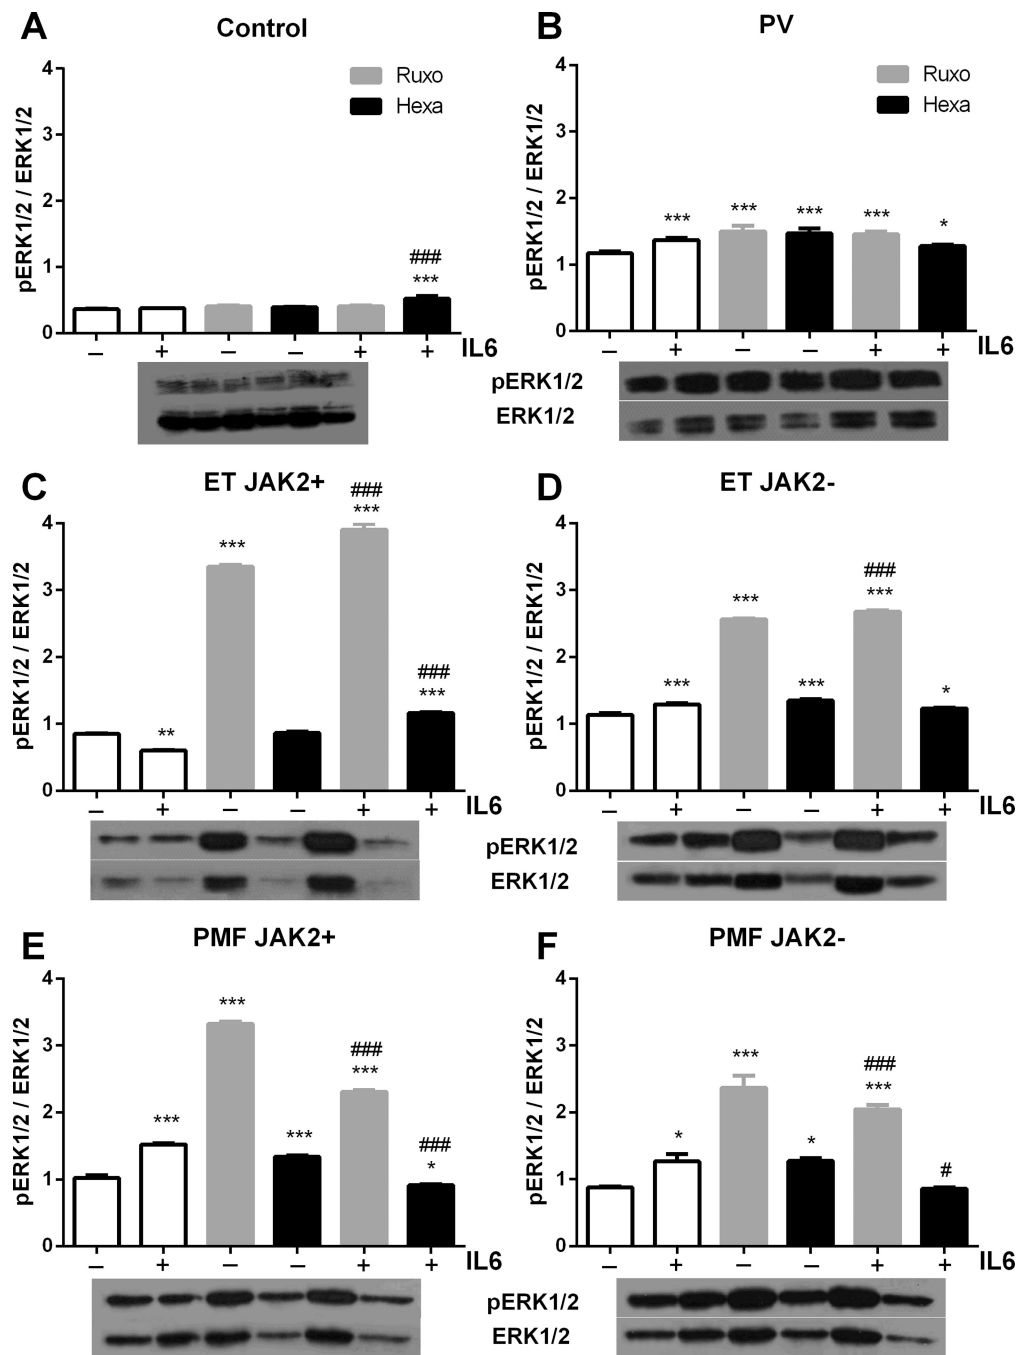 A
Control
4
3
2
1
0
pERK1/2 / ERK1/2
Ruxo
Hexa
###
***
– + – – + + IL6
B
PV
4
3
2
1
0
pERK1/2 / ERK1/2
Ruxo
Hexa
*** *** *** *** *
– + – – + +
pERK1/2
ERK1/2
C
ET JAK2+
4
3
2
1
0
pERK1/2 / ERK1/2
**
***
###
***
###
***
– + – – + + IL6
D
ET JAK2-
4
3
2
1
0
pERK1/2 / ERK1/2
***
***
***
###
***
*
– + – – + +
pERK1/2
ERK1/2
E
PMF JAK2+
4
3
2
1
0
pERK1/2 / ERK1/2
***
***
***
###
***
###
*
– + – – + + IL6
F
PMF JAK2-
4
3
2
1
0
pERK1/2 / ERK1/2
*
***
*
###
***
#
– + – – + + IL6
pERK1/2
ERK1/2